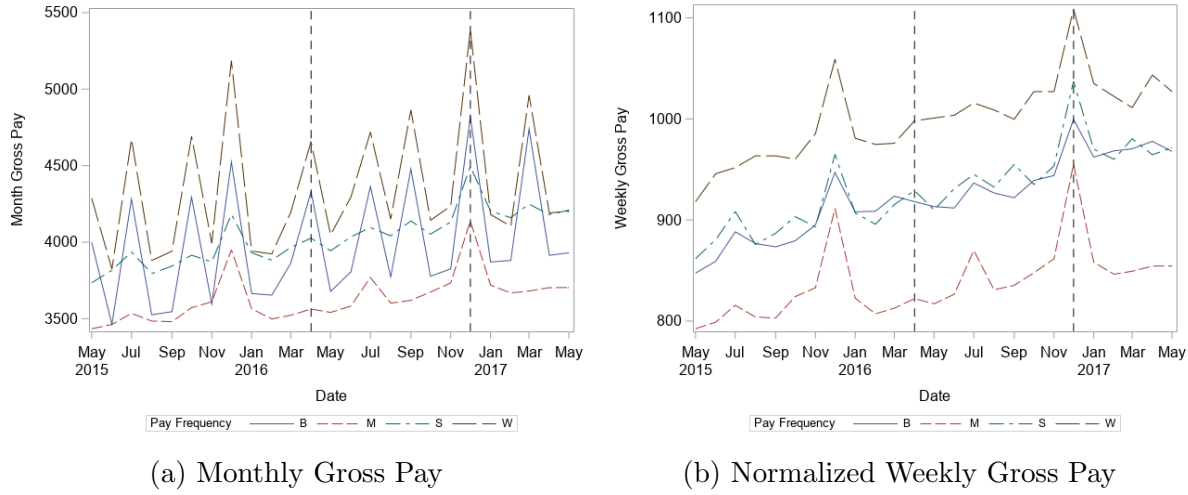 5500
5000
4500
4000
3500
Month Gross Pay
May Jul Sep Nov Jan Mar May Jul Sep Nov Jan Mar May
2015 2016 2017
Date
Pay Frequency B M S W
(a) Monthly Gross Pay
1100
1000
900
800
Weekly Gross Pay
May Jul Sep Nov Jan Mar May Jul Sep Nov Jan Mar May
2015 2016 2017
Date
Pay Frequency B M S W
(b) Normalized Weekly Gross Pay